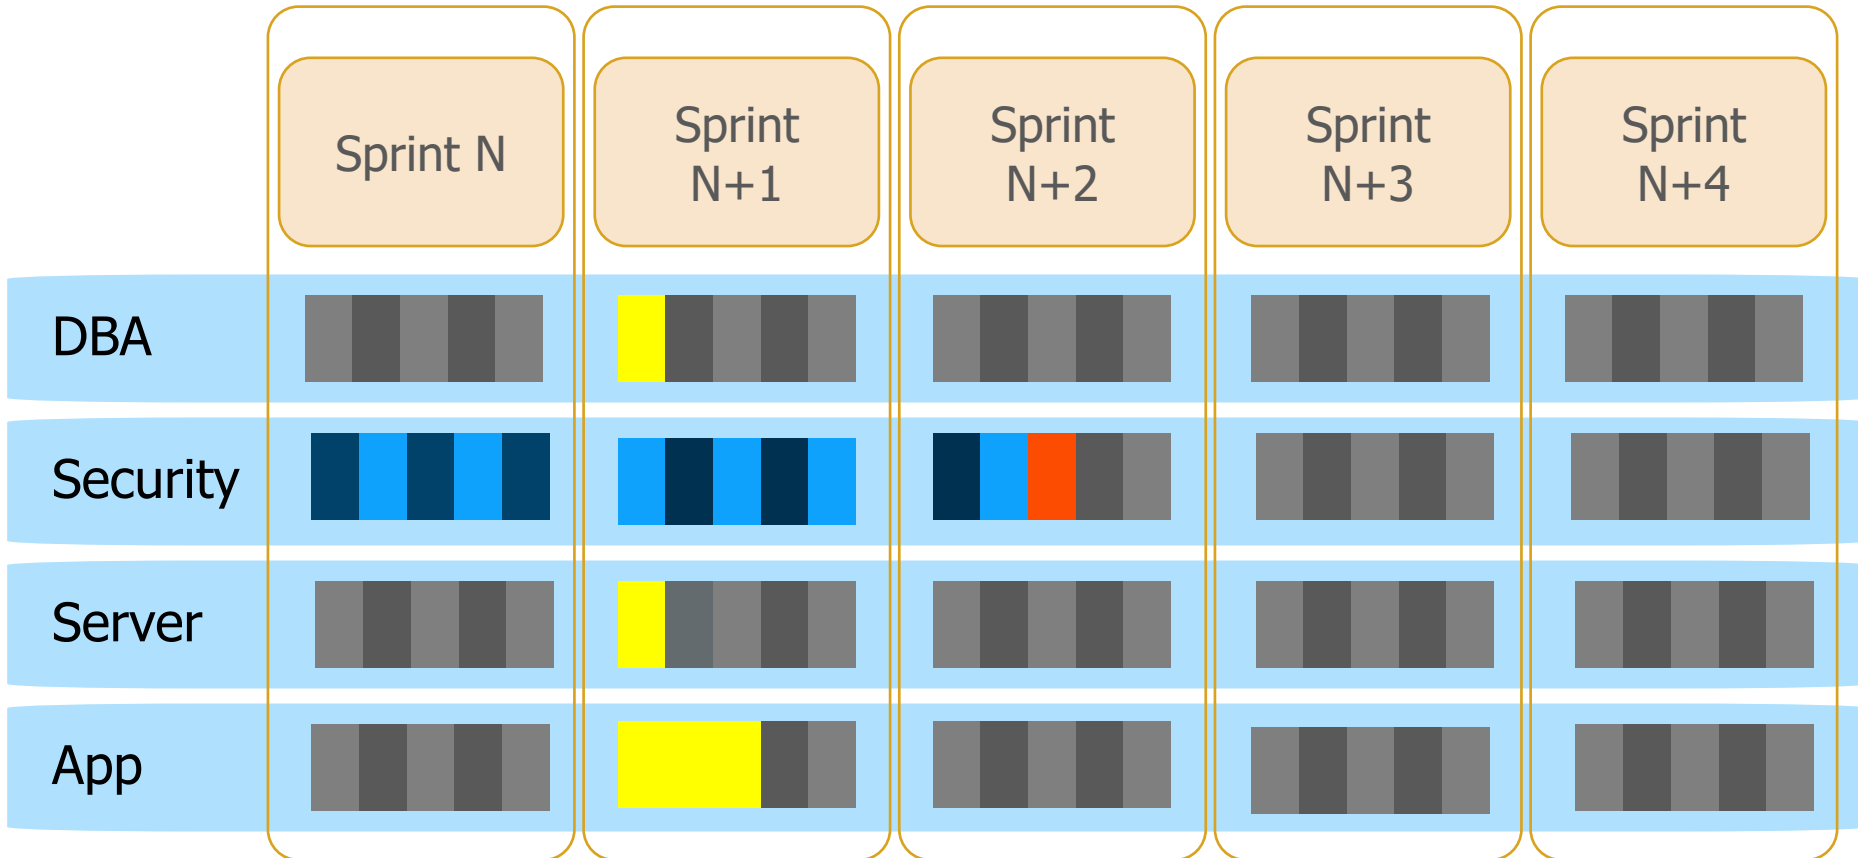 Sprint N
Sprint
N+1
Sprint
N+2
Sprint
N+3
Sprint
N+4
DBA
Security
Server
App